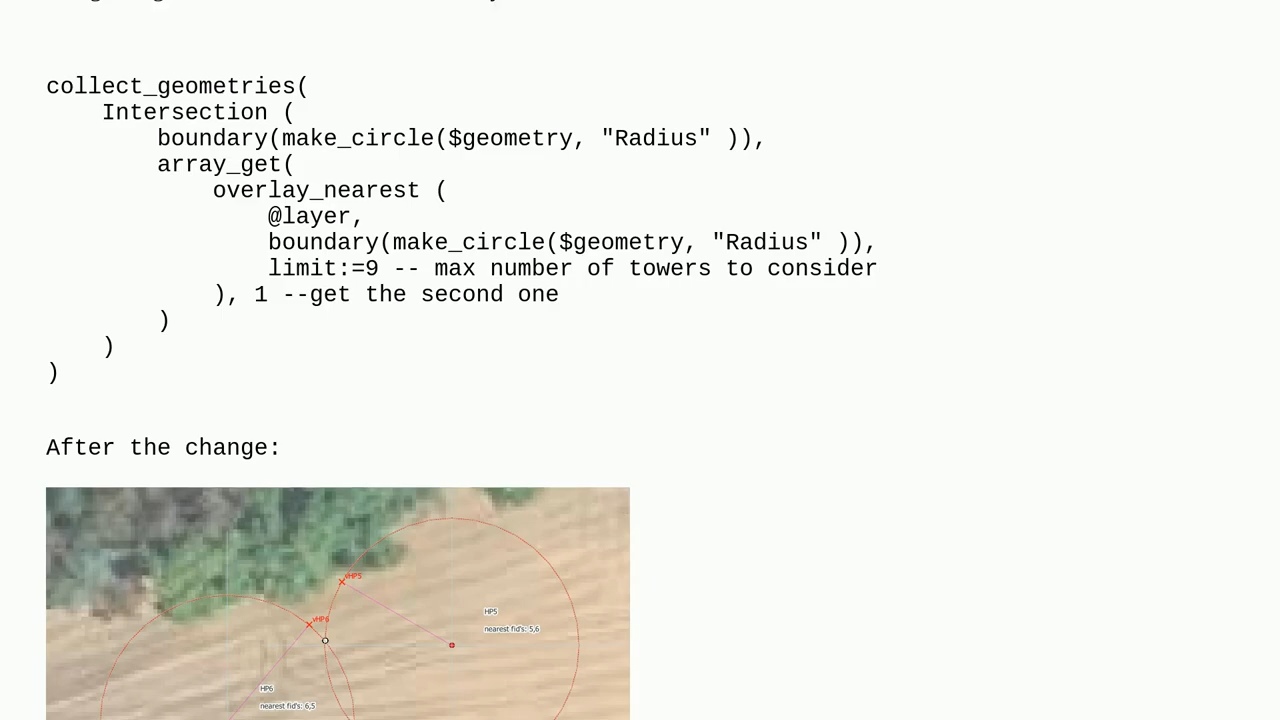 collect_geometries(
    Intersection (
        boundary(make_circle($geometry, "Radius" )),
        array_get(
            overlay_nearest (
                @layer,
                boundary(make_circle($geometry, "Radius" )),
                limit:=9 -- max number of towers to consider
            ), 1 --get the second one
        )
    )
)
After the change:
vHP5
HP5
vHP6
nearest fid's: 5,6
HP6
nearest fid's: 6,5